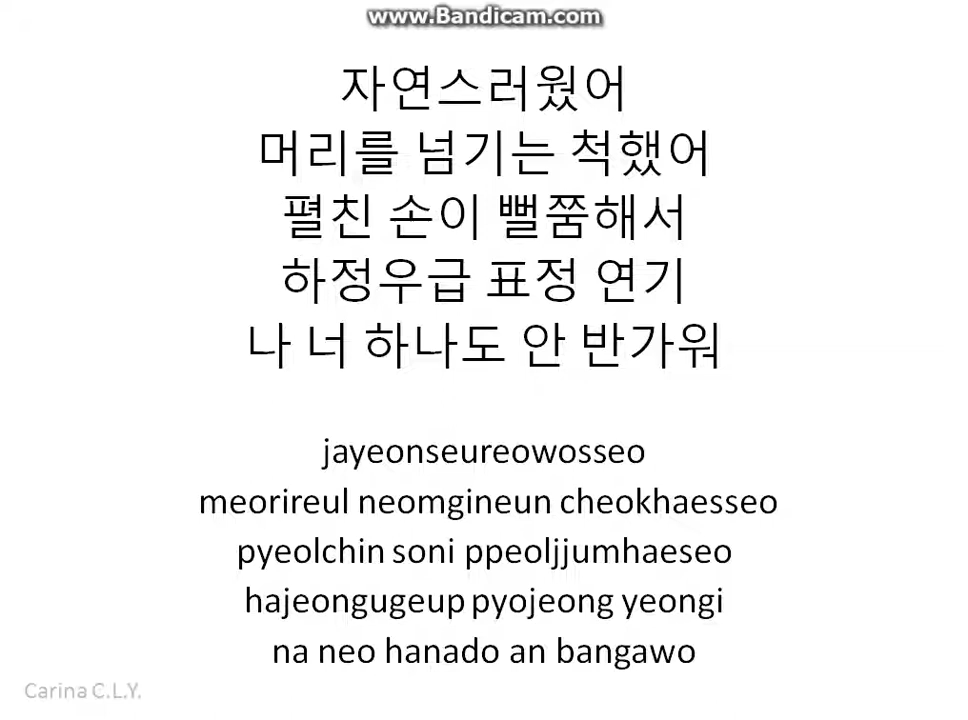 www.Bandicam.com
자연스러웠어
머리를 넘기는 척했어
펼친 손이 뻘쭘해서
하정우급 표정 연기
나 너 하나도 안 반가워
jayeonseureowosseo
meorireul neomgineun cheokhaesseo
pyeolchin soni ppeoljjumhaeseo
hajeongugeup pyojeong yeongi
na neo hanado an bangawo
Carina C.L.Y.